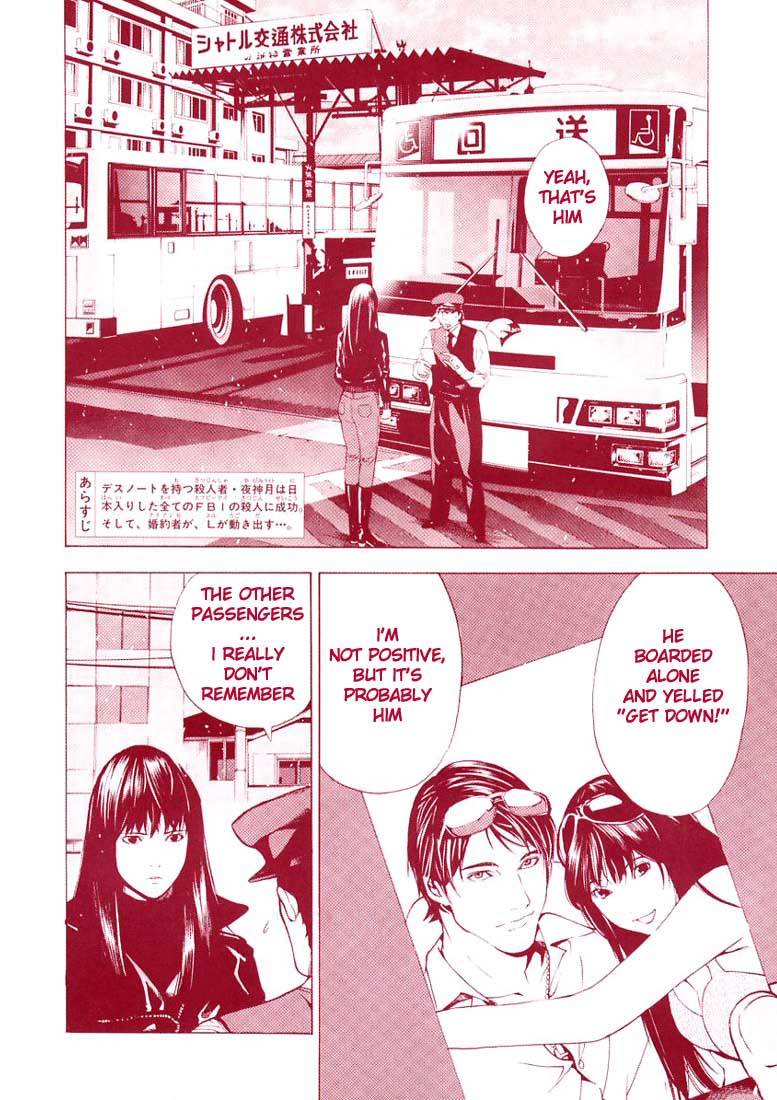 シャトル交通株式会社
営業所
回送
YEAH,
THAT'S
HIM
あらすじ
デスノートを持つ殺人者・夜神月は日
本入りした全てのFBIの殺人に成功。
そして、婚約者が、Lが動き出す…。
HE
BOARDED
ALONE
AND YELLED
"GET DOWN!"
I'M
NOT POSITIVE,
BUT IT'S
PROBABLY
HIM
THE OTHER
PASSENGERS
...
I REALLY
DON'T
REMEMBER